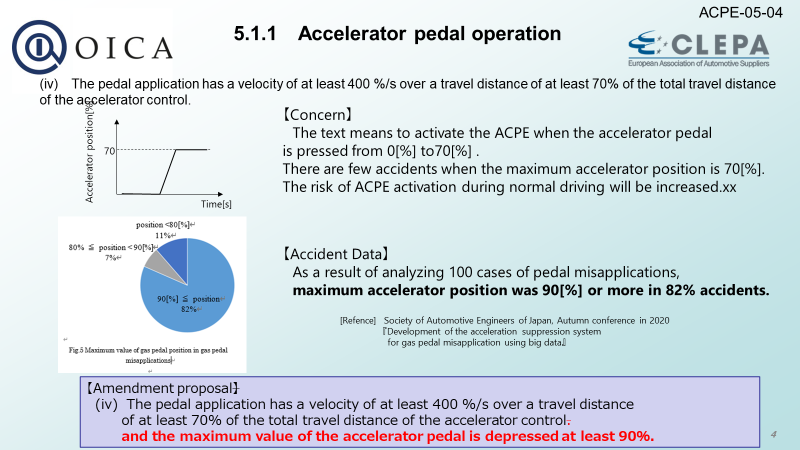 ACPE-05-04
OICA
5.1.1 Accelerator pedal operation
CLEPA
European Association of Automotive Suppliers
(iv) The pedal application has a velocity of at least 400 %/s over a travel distance of at least 70% of the total travel distance
of the accelerator control.
Accelerator position[%]
70
Time[s]
【Concern】
The text means to activate the ACPE when the accelerator pedal
is pressed from 0[%] to70[%] .
There are few accidents when the maximum accelerator position is 70[%].
The risk of ACPE activation during normal driving will be increased.xx
position <80[%]↵
11%↵
80% ≦ position < 90[%]↵
7%↵
90[%] ≦ position↵
82%↵
↵
Fig.5 Maximum value of gas pedal position in gas pedal
misapplications↵
↵
【Accident Data】
As a result of analyzing 100 cases of pedal misapplications,
maximum accelerator position was 90[%] or more in 82% accidents.
[Refence] Society of Automotive Engineers of Japan, Autumn conference in 2020
『Development of the acceleration suppression system
for gas pedal misapplication using big data』
【Amendment proposal】
(iv) The pedal application has a velocity of at least 400 %/s over a travel distance
of at least 70% of the total travel distance of the accelerator control.
and the maximum value of the accelerator pedal is depressed at least 90%.
4